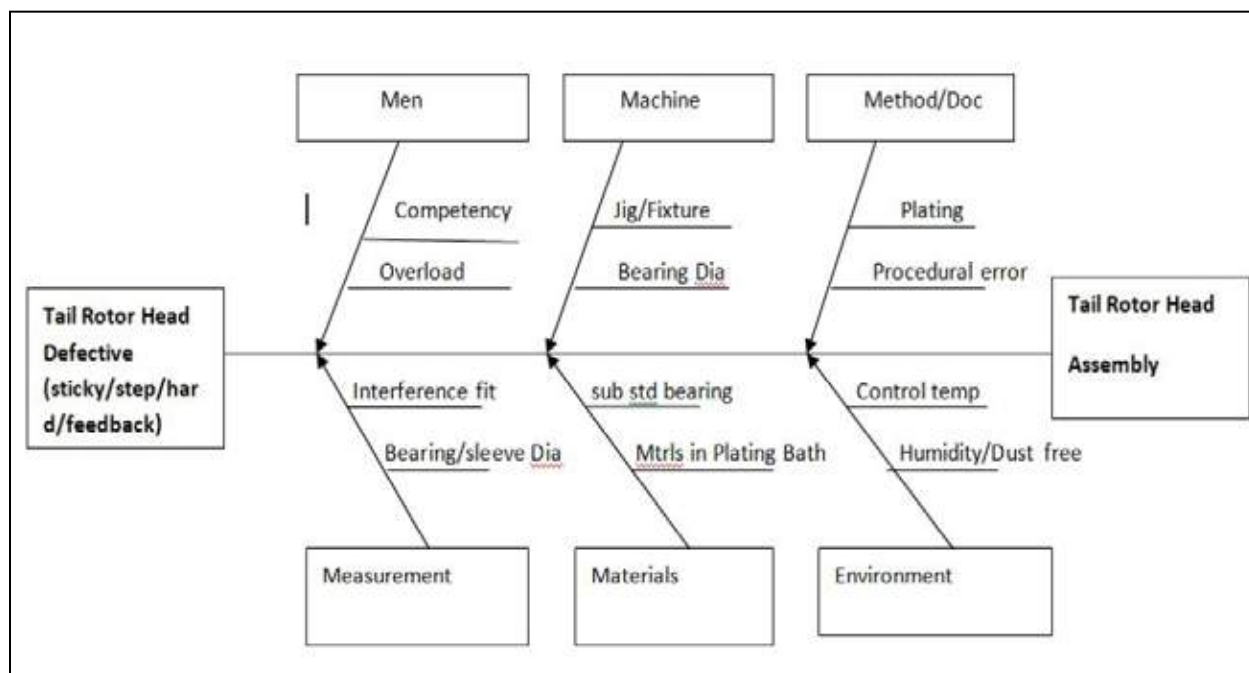 Men
Machine
Method/Doc
Competency
Jig/Fixture
Plating
Overload
Bearing Dia
Procedural error
Tail Rotor Head
Defective
(sticky/step/har
d/feedback)
Tail Rotor Head
Assembly
Interference fit
sub std bearing
Control temp
Bearing/sleeve Dia
Mtrls in Plating Bath
Humidity/Dust free
Measurement
Materials
Environment